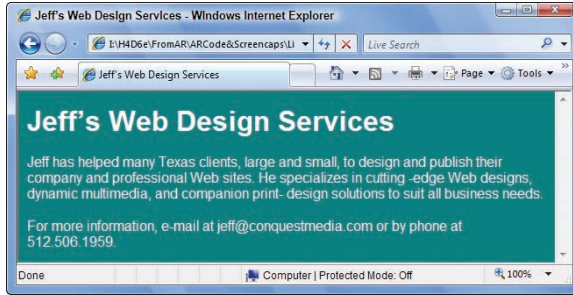 Jeff's Web Design Services - Windows Internet Explorer
I:\H4D6e\FromAR\ARCode&Screencaps\Li
Live Search
Jeff's Web Design Services
Page
Tools
Jeff's Web Design Services
Jeff has helped many Texas clients, large and small, to design and publish their
company and professional Web sites. He specializes in cutting -edge Web designs,
dynamic multimedia, and companion print- design solutions to suit all business needs.
For more information, e-mail at jeff@conquestmedia.com or by phone at
512.506.1959.
Done
Computer | Protected Mode: Off
100%